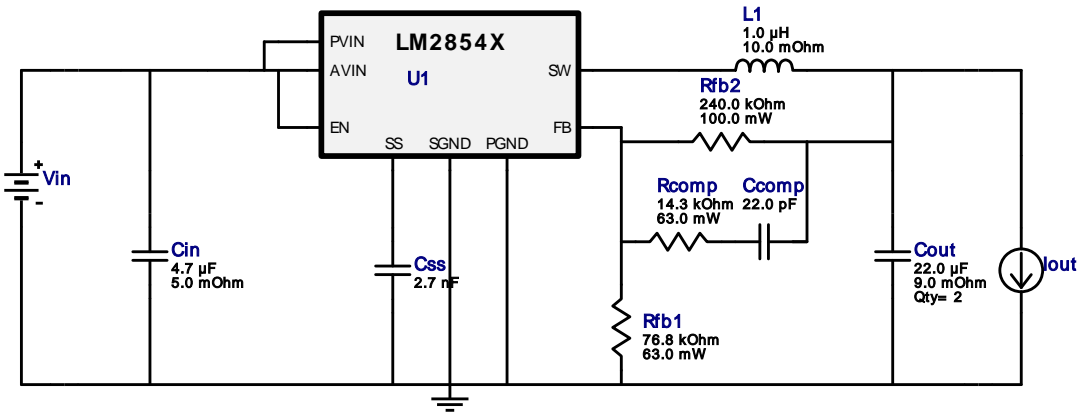 L1
1.0 µH
10.0 mOhm
PVIN
LM2854X
AVIN
U1
SW
Rfb2
240.0 kOhm
100.0 mW
EN
FB
SS
SGND
PGND
+
Vin
-
Rcomp
14.3 kOhm
63.0 mW
Ccomp
22.0 pF
Cin
4.7 µF
5.0 mOhm
Css
2.7 nF
Cout
22.0 µF
9.0 mOhm
Qty= 2
Iout
Rfb1
76.8 kOhm
63.0 mW